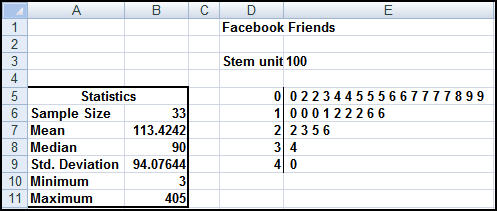 A B C D E
1 Facebook Friends
2
3 Stem unit 100
4
5 Statistics 0 0 2 2 3 4 4 5 5 5 6 6 7 7 7 7 8 9 9
6 Sample Size 33 1 0 0 0 1 2 2 2 6 6
7 Mean 113.4242 2 2 3 5 6
8 Median 90 3 4
9 Std. Deviation 94.07644 4 0
10 Minimum 3
11 Maximum 405